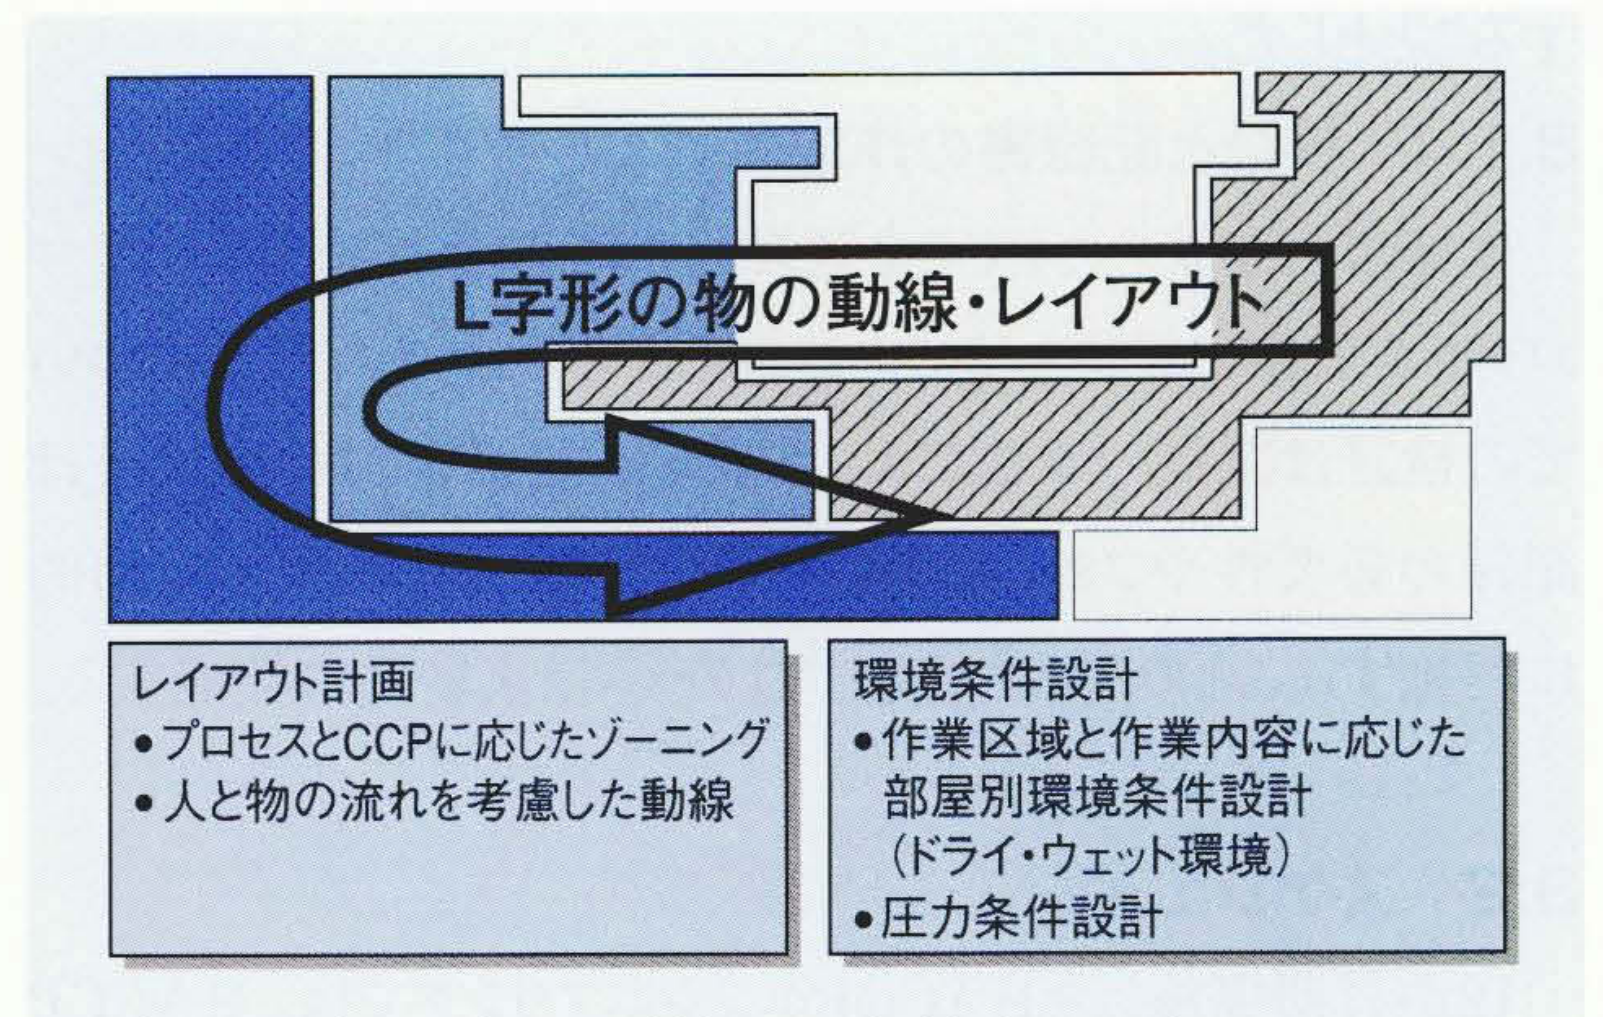 L字形の物の動線・レイアウト
レイアウト計画
●プロセスとCCPに応じたゾーニング
●人と物の流れを考慮した動線
環境条件設計
●作業区域と作業内容に応じた
部屋別環境条件設計
（ドライ・ウェット環境）
●圧力条件設計